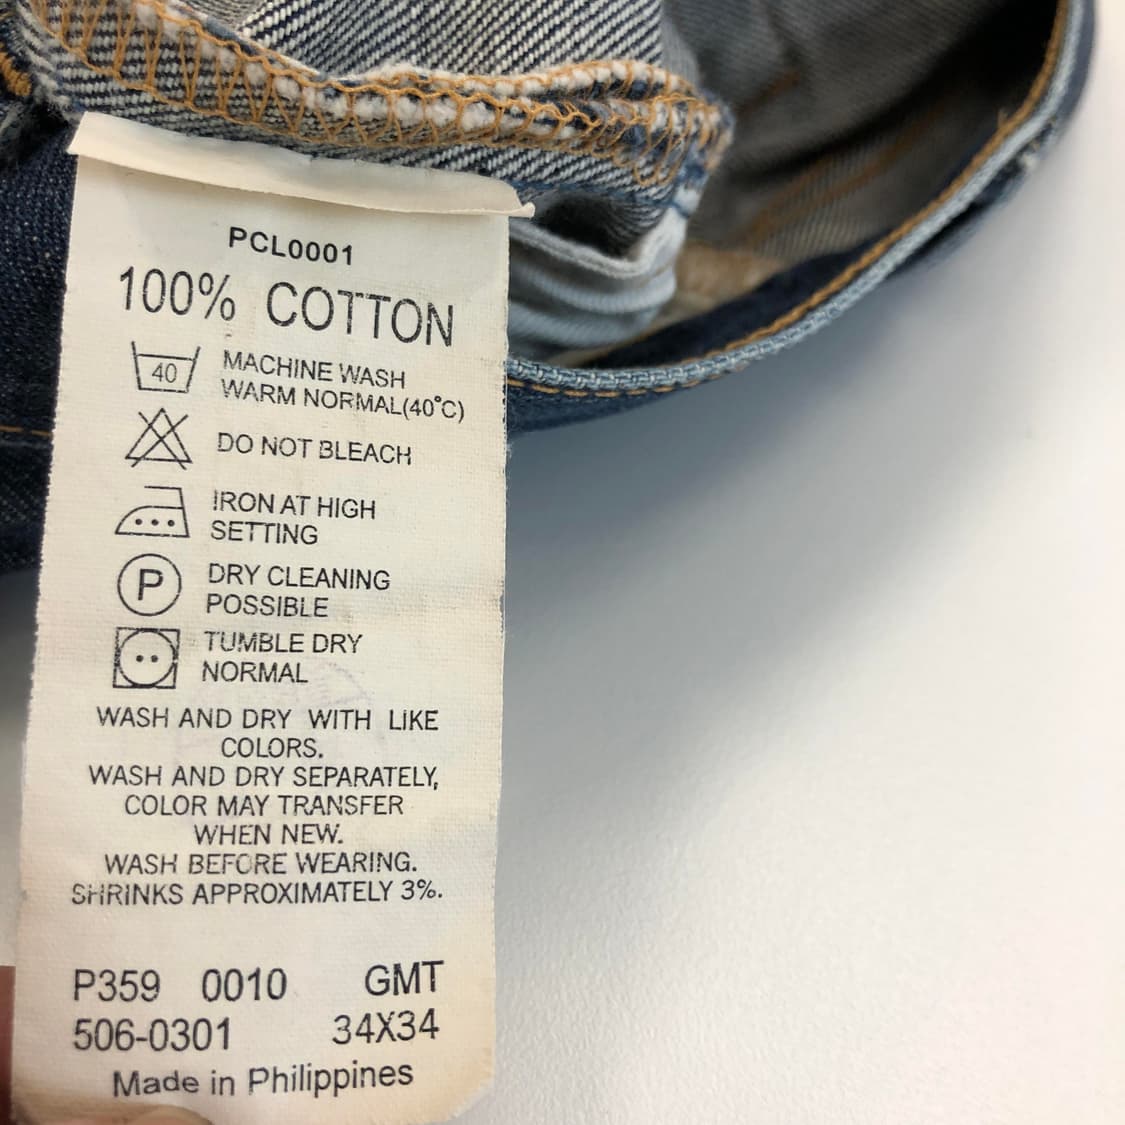 PCL0001
100% COTTON
40 MACHINE WASH
WARM NORMAL(40°C)
DO NOT BLEACH
IRON AT HIGH
SETTING
P DRY CLEANING
POSSIBLE
TUMBLE DRY
NORMAL
WASH AND DRY WITH LIKE
COLORS.
WASH AND DRY SEPARATELY,
COLOR MAY TRANSFER
WHEN NEW.
WASH BEFORE WEARING.
SHRINKS APPROXIMATELY 3%.
P359 0010 GMT
506-0301 34X34
Made in Philippines